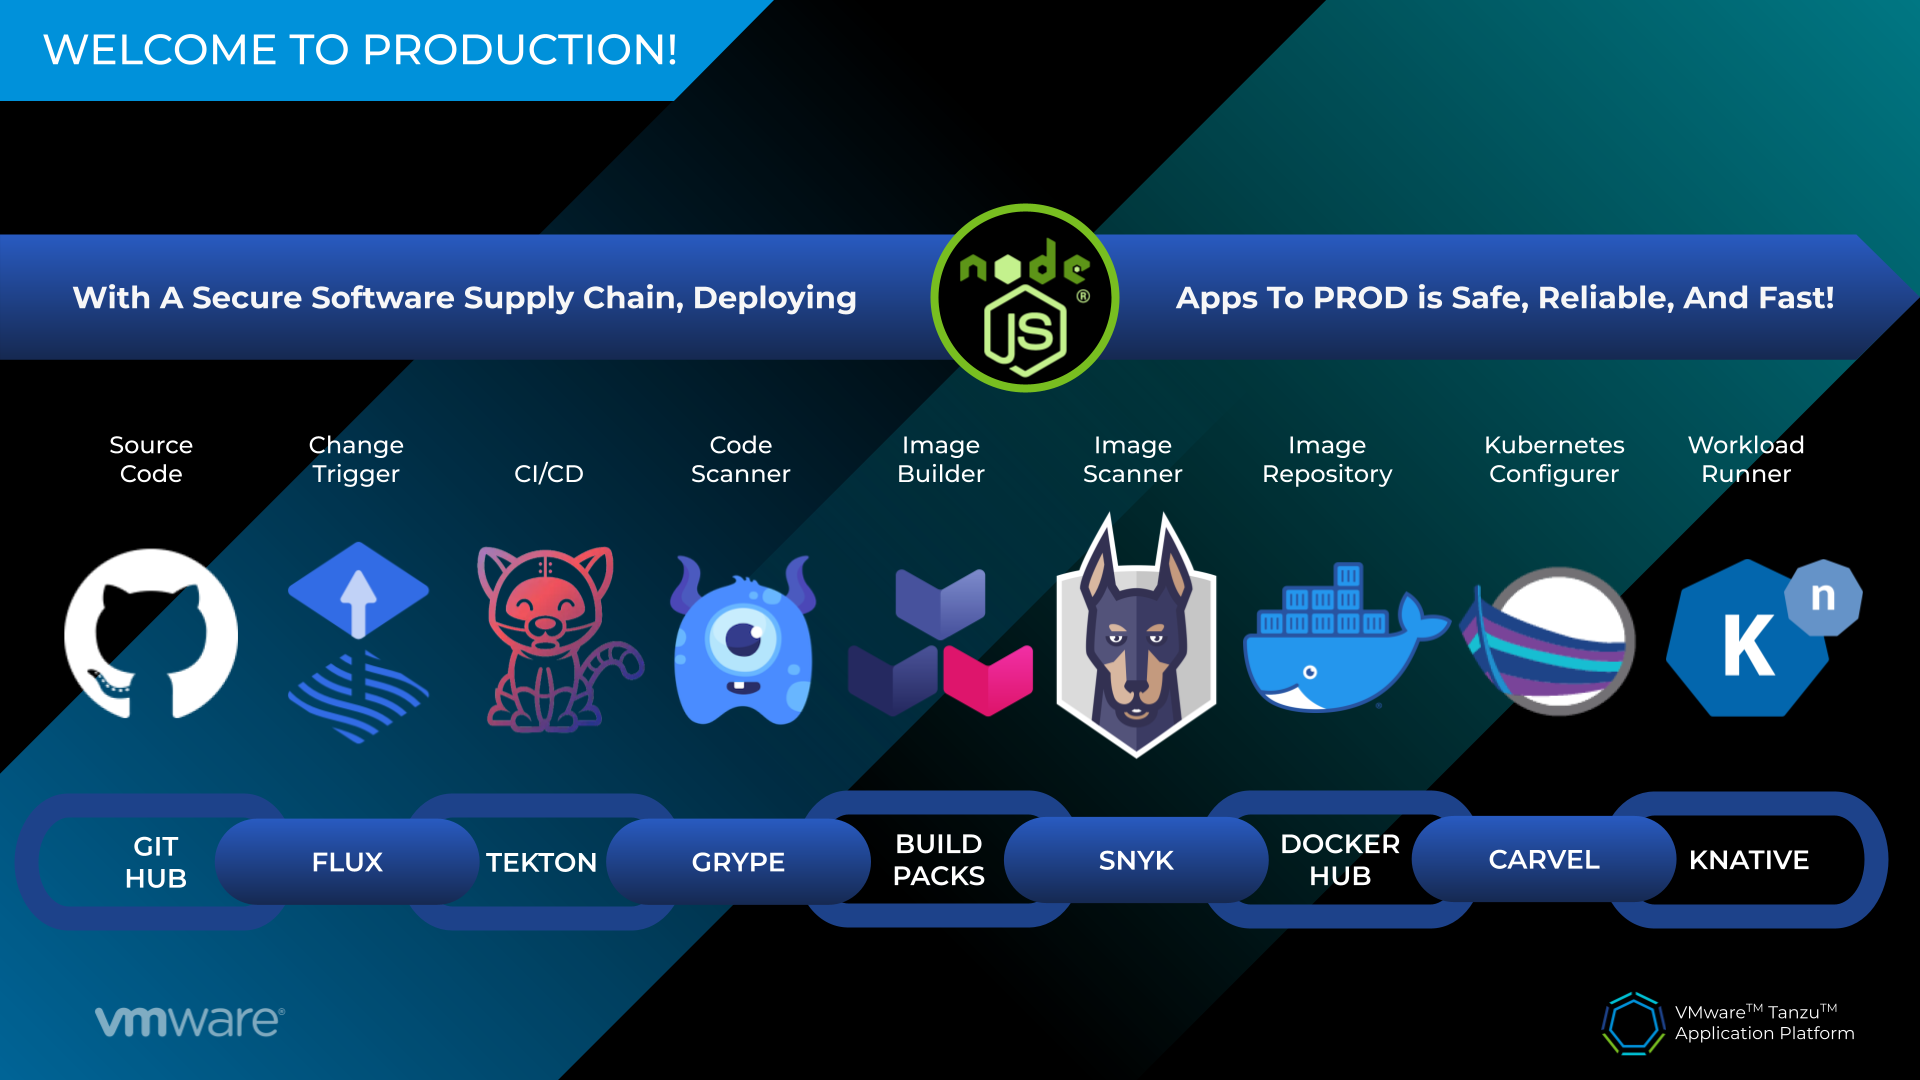 WELCOME TO PRODUCTION!
With A Secure Software Supply Chain, Deploying
node
®
JS
Apps To PROD is Safe, Reliable, And Fast!
Source
Code
Change
Trigger
CI/CD
Code
Scanner
Image
Builder
Image
Scanner
Image
Repository
Kubernetes
Configurer
Workload
Runner
K
n
GIT
HUB
FLUX
TEKTON
GRYPE
BUILD
PACKS
SNYK
DOCKER
HUB
CARVEL
KNATIVE
vmware®
VMware™ Tanzu™
Application Platform